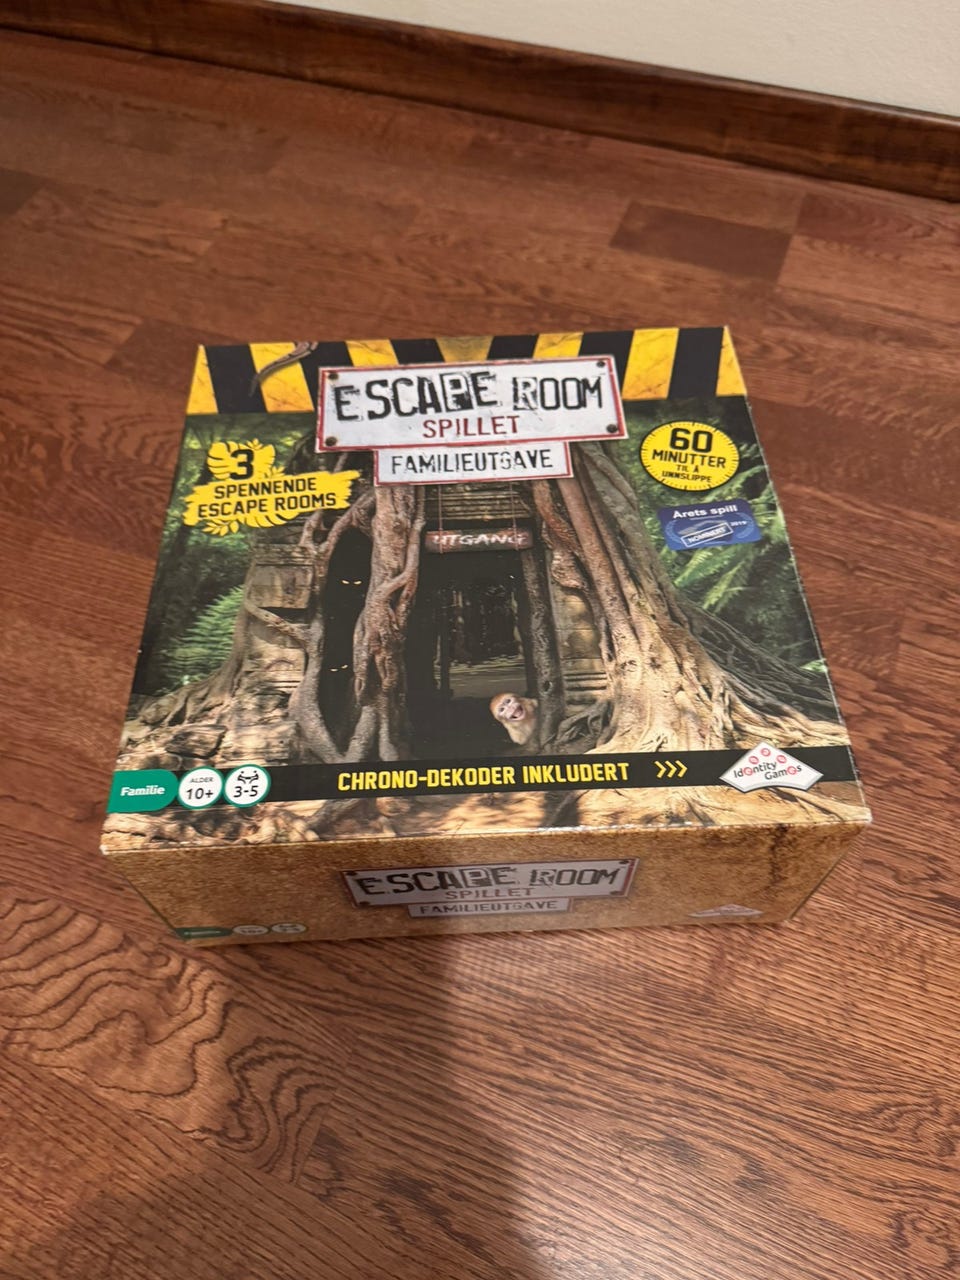 ESCAPE ROOM
SPILLET
FAMILIEUTGAVE
3
SPENNENDE
ESCAPE ROOMS
60
MINUTTER
TIL Å
UNNSLIPPE
Årets spill
NOMINERT 2019
UTGANG
CHRONO-DEKODER INKLUDERT >>>
Identity
Games
Familie
ALDER
10+
3-5
ESCAPE ROOM
SPILLET
FAMILIEUTGAVE